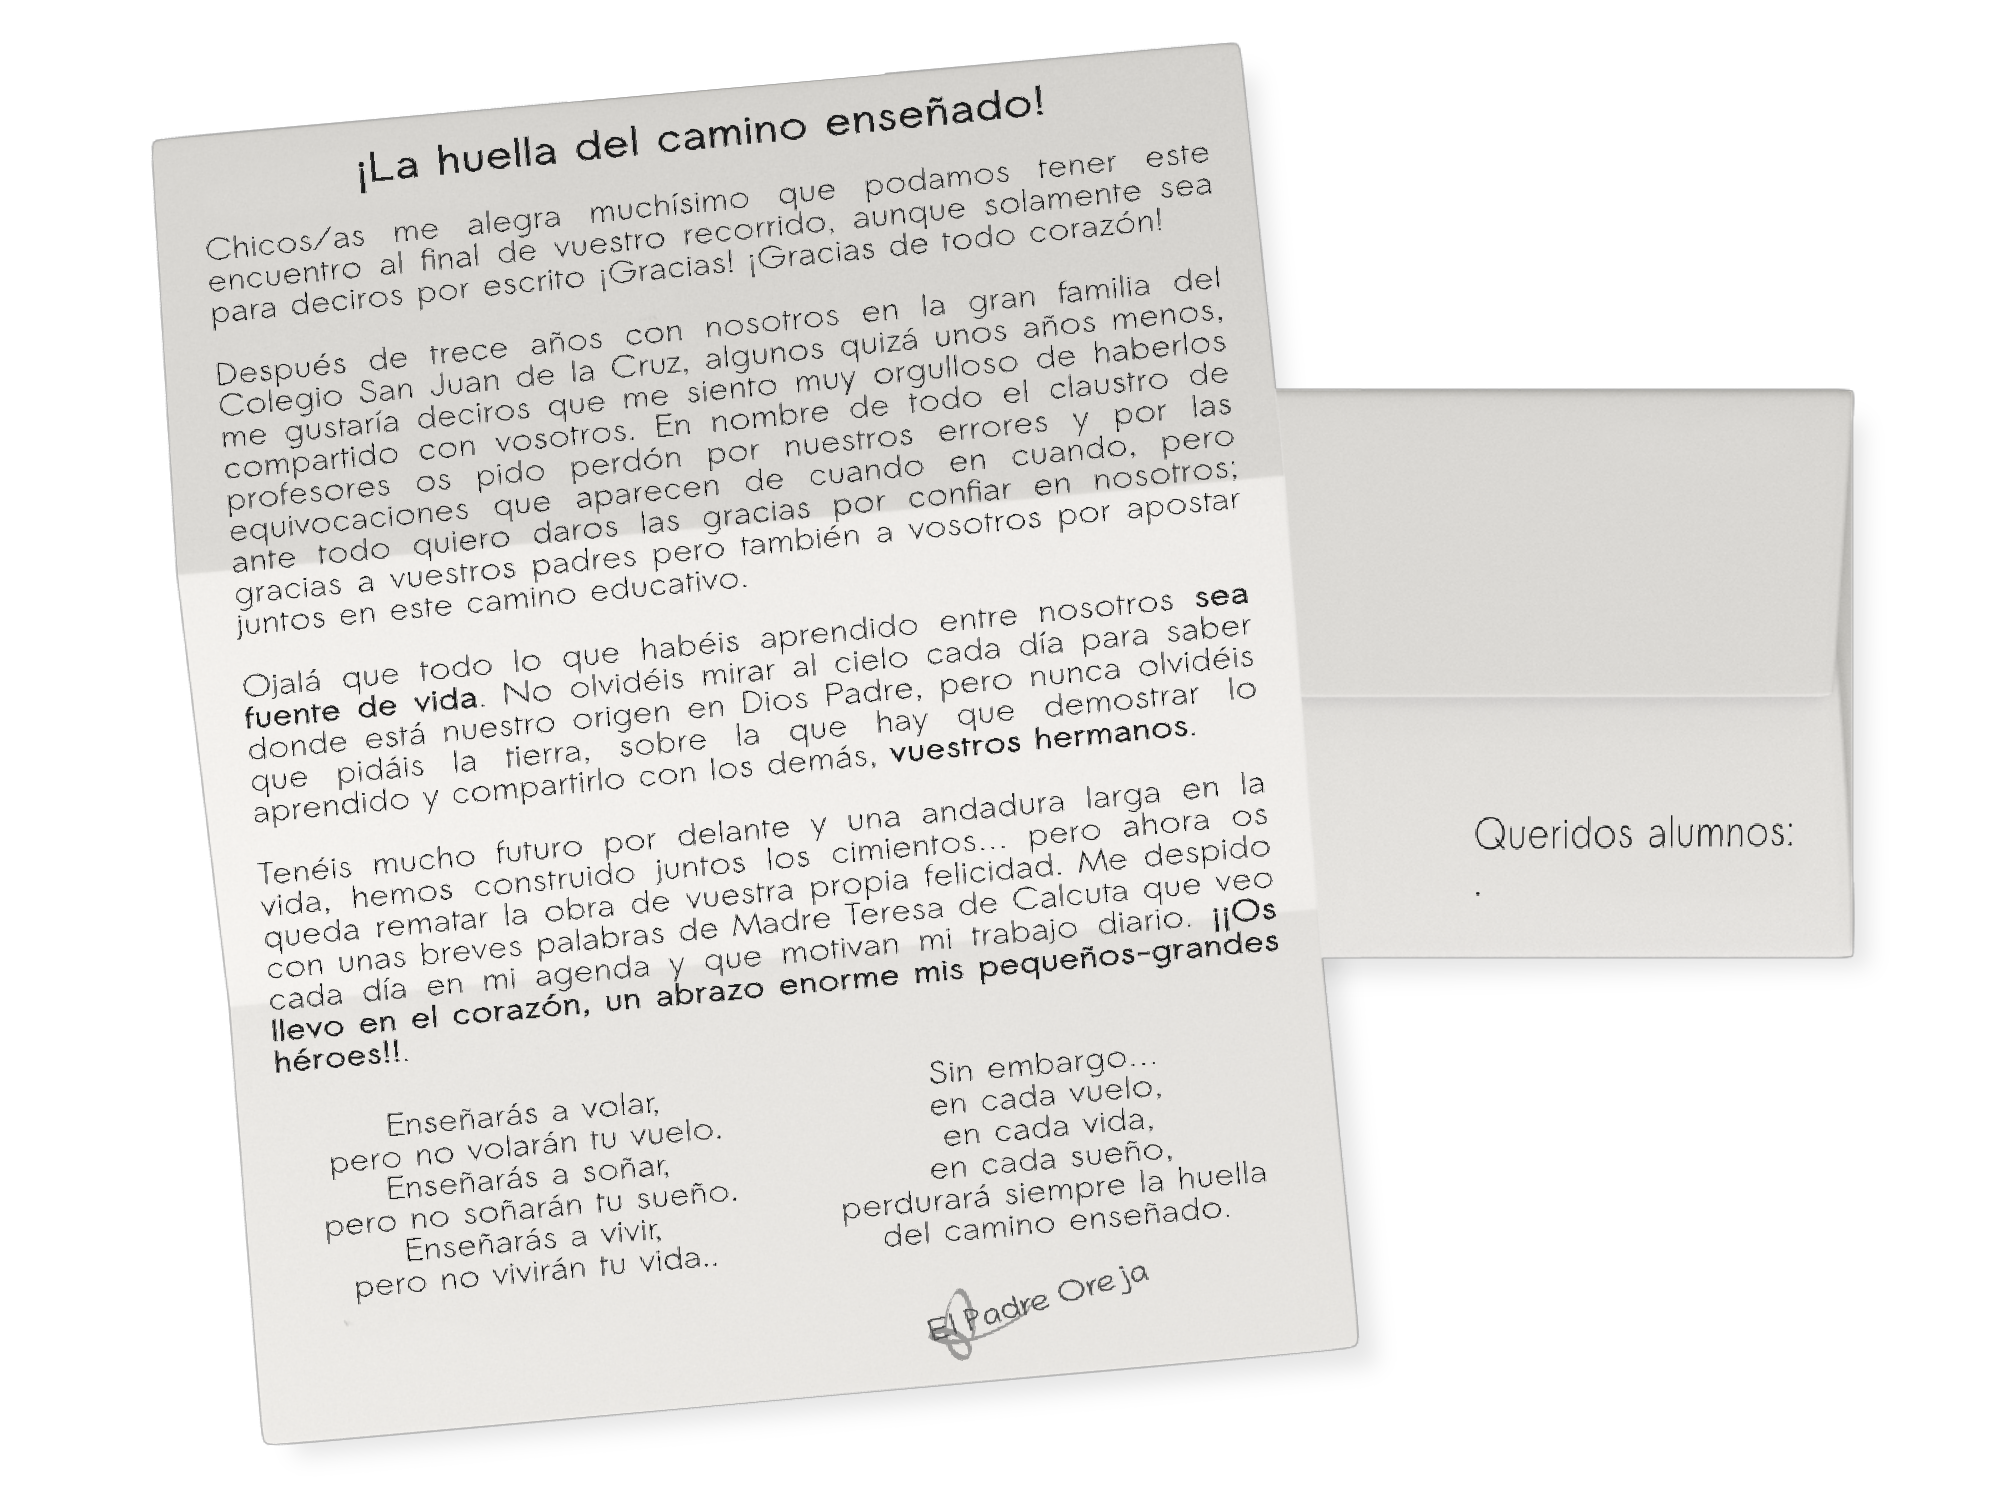 ¡La huella del camino enseñado!
Chicos/as me alegra muchísimo que podamos tener este
encuentro al final de vuestro recorrido, aunque solamente sea
para deciros por escrito ¡Gracias! ¡Gracias de todo corazón!
Después de trece años con nosotros en la gran familia del
Colegio San Juan de la Cruz, algunos quizá unos años menos,
me gustaría deciros que me siento muy orgulloso de haberlos
compartido con vosotros. En nombre de todo el claustro de
profesores os pido perdón por nuestros errores y por las
equivocaciones que aparecen de cuando en cuando, pero
ante todo quiero daros las gracias por confiar en nosotros;
gracias a vuestros padres pero también a vosotros por apostar
juntos en este camino educativo.
Ojalá que todo lo que habéis aprendido entre nosotros sea
fuente de vida. No olvidéis mirar al cielo cada día para saber
donde está nuestro origen en Dios Padre, pero nunca olvidéis
que pidáis la tierra, sobre la que hay que demostrar lo
aprendido y compartirlo con los demás, vuestros hermanos.
Tenéis mucho futuro por delante y una andadura larga en la
vida, hemos construido juntos los cimientos... pero ahora os
queda rematar la obra de vuestra propia felicidad. Me despido
con unas breves palabras de Madre Teresa de Calcuta que veo
cada día en mi agenda y que motivan mi trabajo diario. ¡¡Os
llevo en el corazón, un abrazo enorme mis pequeños-grandes
héroes!!.
Enseñarás a volar,
pero no volarán tu vuelo.
Enseñarás a soñar,
pero no soñarán tu sueño.
Enseñarás a vivir,
pero no vivirán tu vida..
Sin embargo...
en cada vuelo,
en cada vida,
en cada sueño,
perdurará siempre la huella
del camino enseñado.
El Padre Oreja
Queridos alumnos:
.